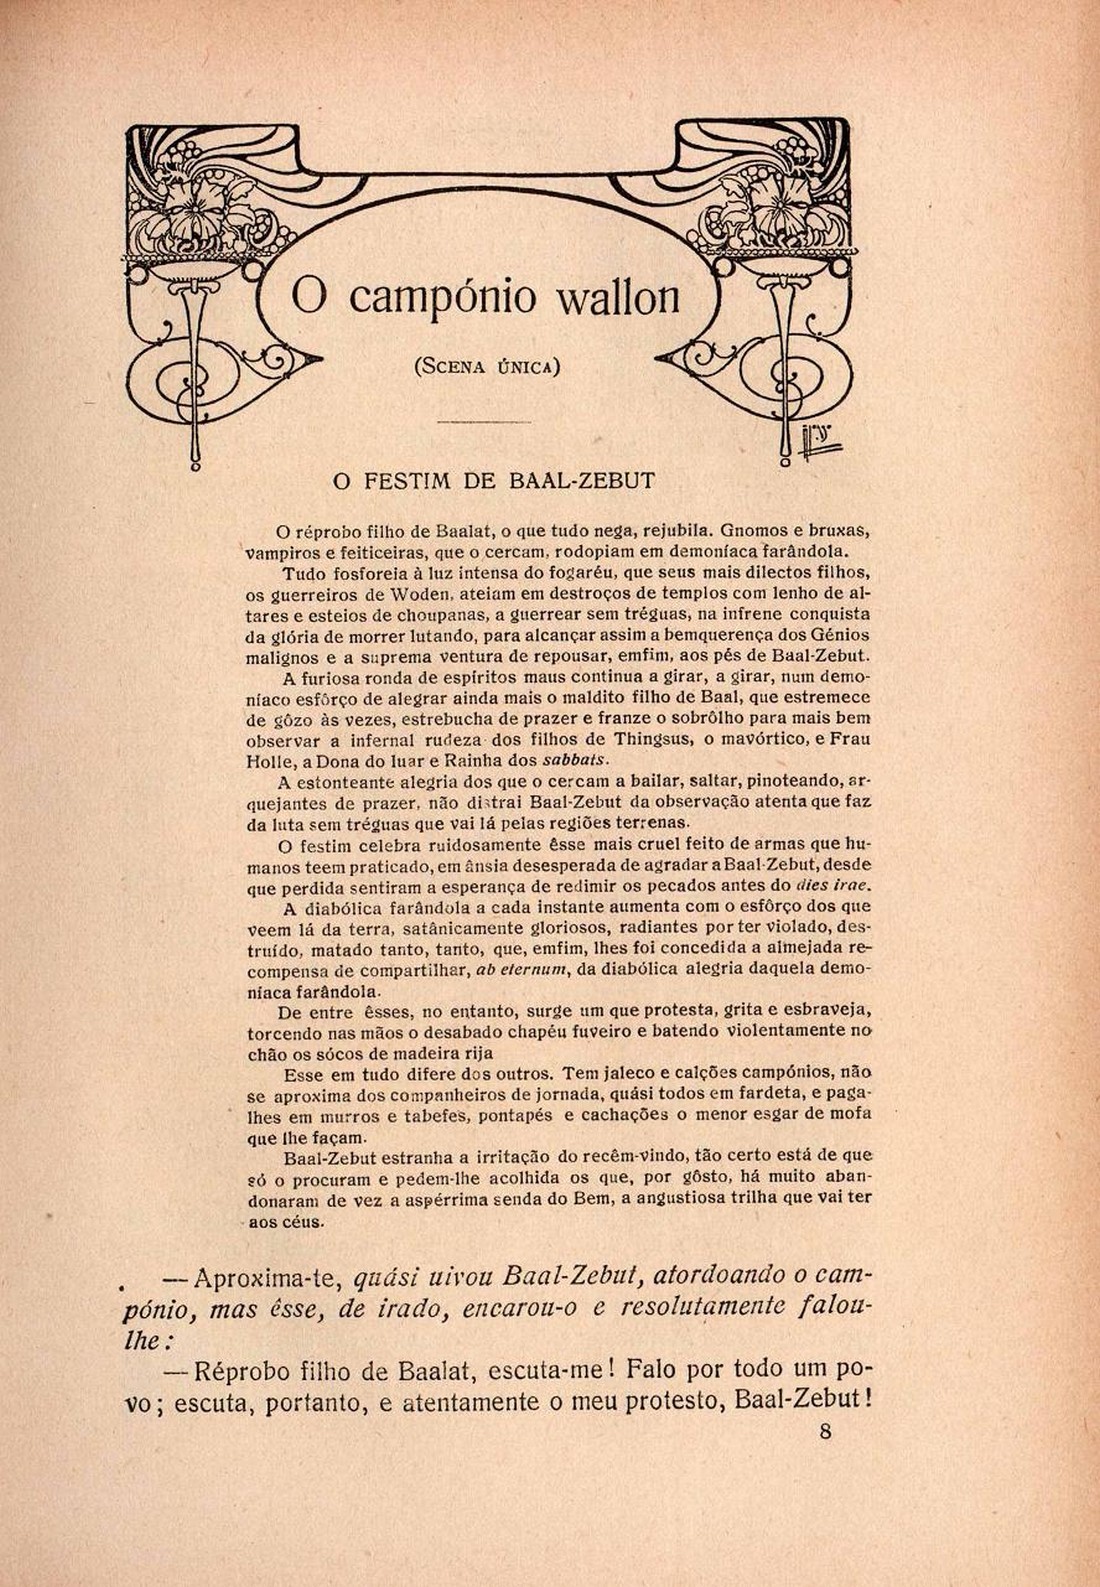 O campónio wallon
(SCENA ÚNICA)
O FESTIM DE BAAL-ZEBUT
O réprobo filho de Baalat, o que tudo nega, rejubila. Gnomos e bruxas,
vampiros e feiticeiras, que o cercam, rodopiam em demoníaca farândola.
Tudo fosforeia à luz intensa do fogaréu, que seus mais dilectos filhos,
os guerreiros de Woden, ateiam em destroços de templos com lenho de al-
tares e esteios de choupanas, a guerrear sem tréguas, na infrene conquista
da glória de morrer lutando, para alcançar assim a bemquerença dos Génios
malignos e a suprema ventura de repousar, emfim, aos pés de Baal-Zebut.
A furiosa ronda de espíritos maus continua a girar, a girar, num demo-
níaco esfôrço de alegrar ainda mais o maldito filho de Baal, que estremece
de gôzo às vezes, estrebucha de prazer e franze o sobrôlho para mais bem
observar a infernal rudeza dos filhos de Thingsus, o mavórtico, e Frau
Holle, a Dona do luar e Rainha dos sabbats.
A estonteante alegria dos que o cercam a bailar, saltar, pinoteando, ar-
quejantes de prazer, não distrai Baal-Zebut da observação atenta que faz
da luta sem tréguas que vai lá pelas regiões terrenas.
O festim celebra ruidosamente êsse mais cruel feito de armas que hu-
manos teem praticado, em ânsia desesperada de agradar a Baal-Zebut, desde
que perdida sentiram a esperança de redimir os pecados antes do dies irae.
A diabólica farândola a cada instante aumenta com o esfôrço dos que
veem lá da terra, satânicamente gloriosos, radiantes por ter violado, des-
truído, matado tanto, tanto, que, emfim, lhes foi concedida a almejada re-
compensa de compartilhar, ab eternum, da diabólica alegria daquela demo-
níaca farândola.
De entre êsses, no entanto, surge um que protesta, grita e esbraveja,
torcendo nas mãos o desabado chapéu fuveiro e batendo violentamente no
chão os sócos de madeira rija
Esse em tudo difere dos outros. Tem jaleco e calções campónios, não
se aproxima dos companheiros de jornada, quási todos em fardeta, e paga-
lhes em murros e tabefes, pontapés e cachações o menor esgar de mofa
que lhe façam.
Baal-Zebut estranha a irritação do recêm-vindo, tão certo está de que
só o procuram e pedem-lhe acolhida os que, por gôsto, há muito aban-
donaram de vez a aspérrima senda do Bem, a angustiosa trilha que vai ter
aos céus.
— Aproxima-te, quási uivou Baal-Zebut, atordoando o cam-
pónio, mas êsse, de irado, encarou-o e resolutamente falou-
lhe:
— Réprobo filho de Baalat, escuta-me! Falo por todo um po-
vo; escuta, portanto, e atentamente o meu protesto, Baal-Zebut!
8